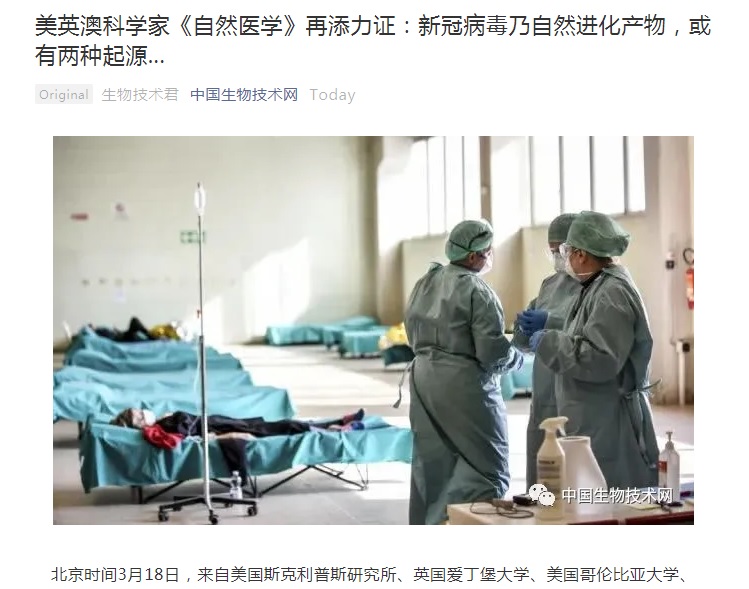 美英澳科学家《自然医学》再添力证：新冠病毒乃自然进化产物，或
有两种起源...
Original 生物技术君 中国生物技术网 Today
中国生物技术网
北京时间3月18日，来自美国斯克利普斯研究所、英国爱丁堡大学、美国哥伦比亚大学、